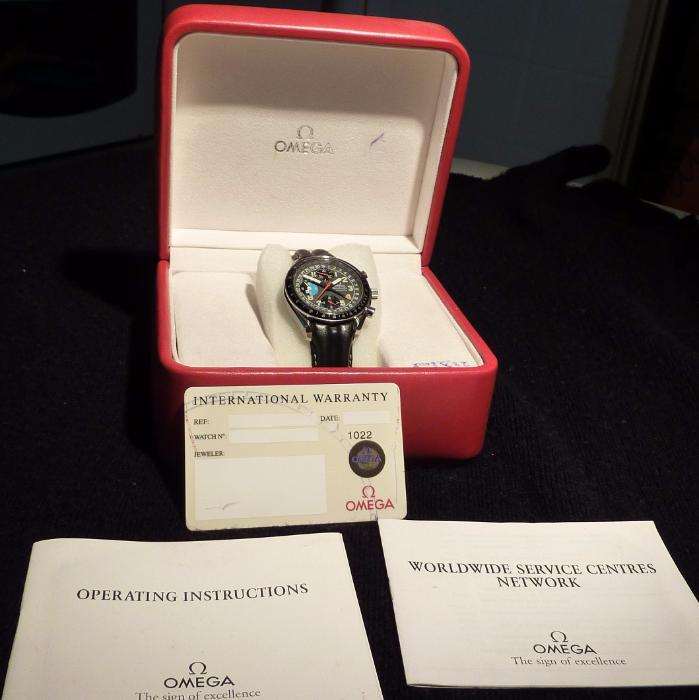 Ω
OMEGA
INTERNATIONAL WARRANTY
REF:
DATE:
WATCH Nº:
1022
JEWELER:
OMEGA
Ω
OMEGA
OPERATING INSTRUCTIONS
Ω
OMEGA
The sign of excellence
WORLDWIDE SERVICE CENTRES
NETWORK
Ω
OMEGA
The sign of excellence